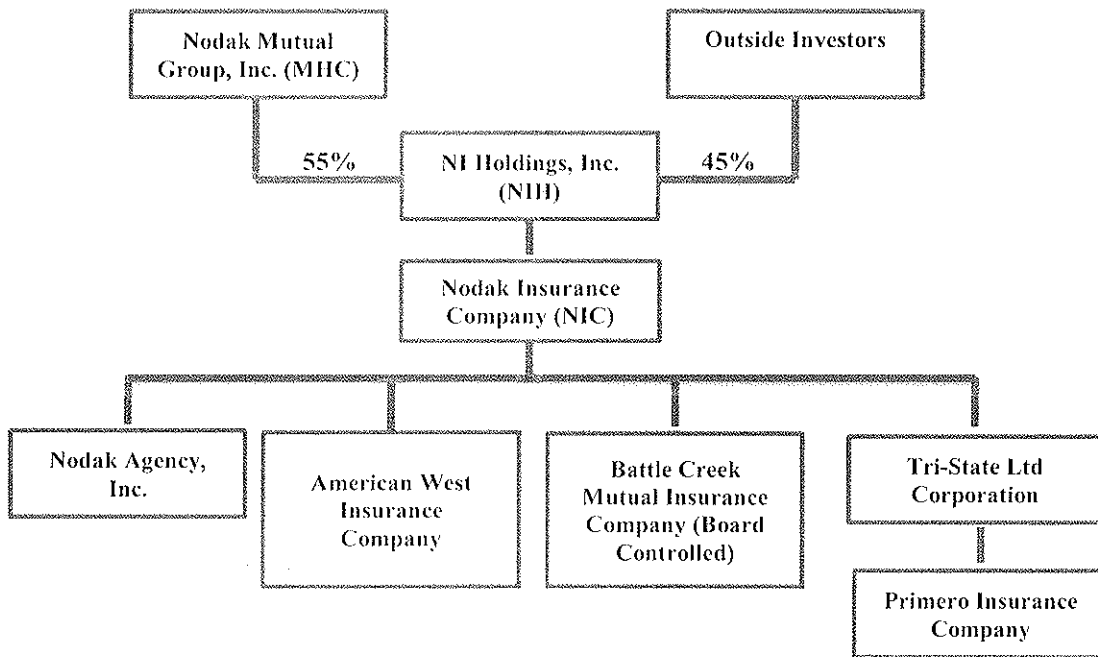 Nodak Mutual
Group, Inc. (MHC)
Outside Investors
55%
NI Holdings, Inc.
(NIH)
45%
Nodak Insurance
Company (NIC)
Nodak Agency,
Inc.
American West
Insurance
Company
Battle Creek
Mutual Insurance
Company (Board
Controlled)
Tri-State Ltd
Corporation
Primero Insurance
Company